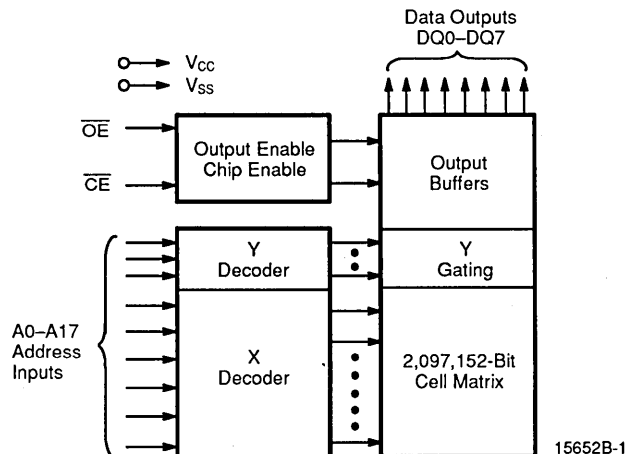 Data Outputs
DQ0–DQ7
VCC
VSS
OE
CE
Output Enable
Chip Enable
Output
Buffers
Y
Decoder
Y
Gating
A0–A17
Address
Inputs
X
Decoder
2,097,152-Bit
Cell Matrix
15652B-1